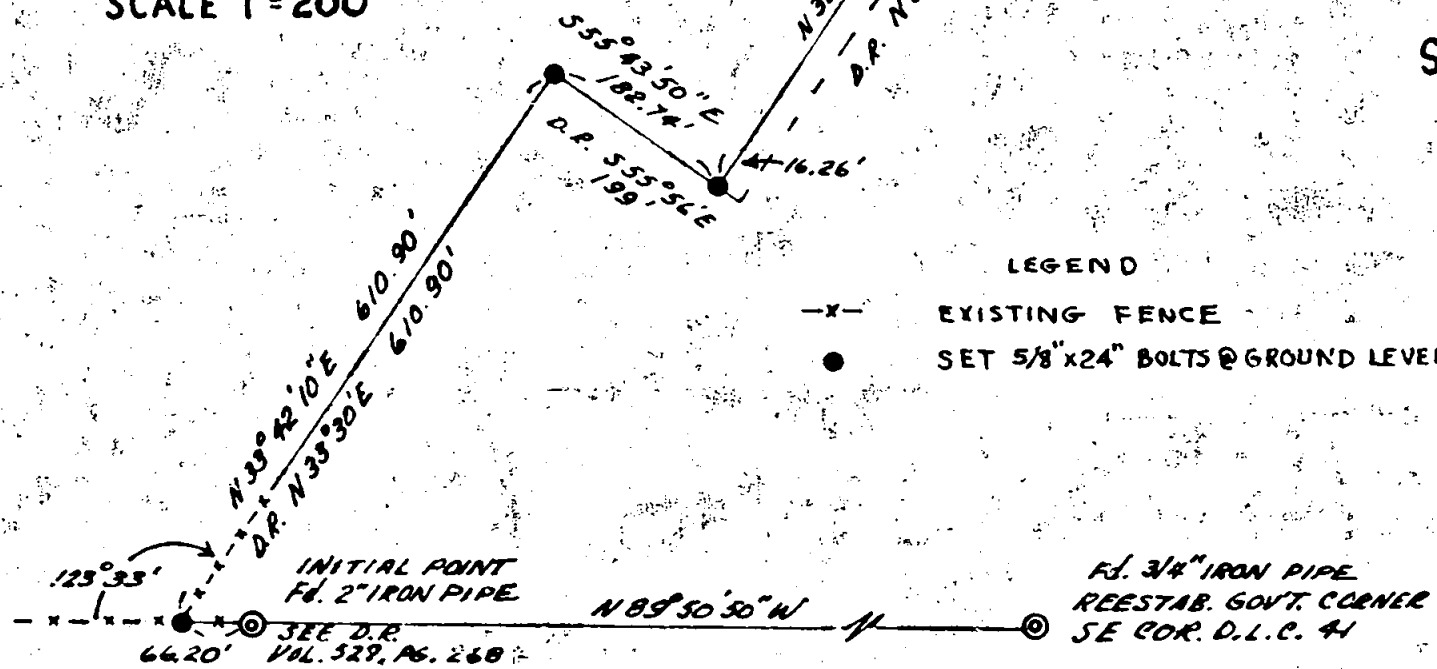 SCALE 1"=200'
S
N 3
D.R. N
S55°43'50"E
182.74'
D.R. S55°56'E
199'
16.26'
610.90'
610.90'
N33°42'10"E
D.R. N33°30'E
LEGEND
—x— EXISTING FENCE
● SET 5/8"x24" BOLTS @ GROUND LEVEL
123°33'
INITIAL POINT
Fd. 2" IRON PIPE
SEE D.R.
VOL. 529, PG. 268
66.20'
N 89°50'50" W
Fd. 3/4" IRON PIPE
REESTAB. GOV'T. CORNER
SE COR. D.L.C. 41